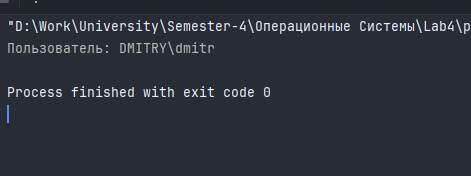 "D:\Work\University\Semester-4\Операционные Системы\Lab4\p
Пользователь: DMITRY\dmitr
Process finished with exit code 0